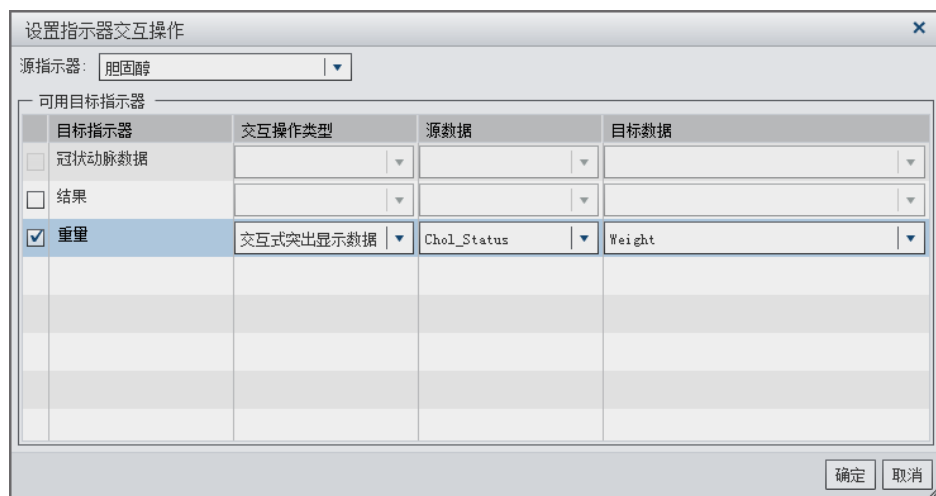 设置指示器交互操作
源指示器: 胆固醇
可用目标指示器
目标指示器 交互操作类型 源数据 目标数据
冠状动脉数据
结果
重量 交互式突出显示数据 Chol_Status Weight
确定 取消